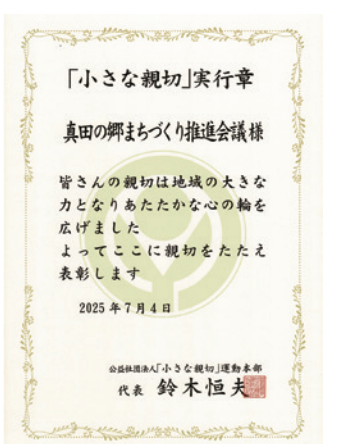 「小さな親切」実行章
真田の郷まちづくり推進会議様
皆さんの親切は地域の大きな
力となりあたたかな心の輪を
広げました
よってここに親切をたたえ
表彰します
2025年7月4日
公益社団法人「小さな親切」運動本部
代表 鈴木恒夫